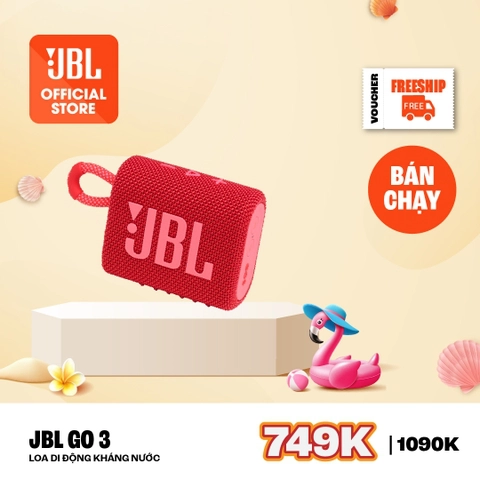 JBL
OFFICIAL
STORE
VOUCHER
FREESHIP
FREE
BÁN
CHẠY
JBL
JBL GO 3
LOA DI ĐỘNG KHÁNG NƯỚC
749K
| 1090K